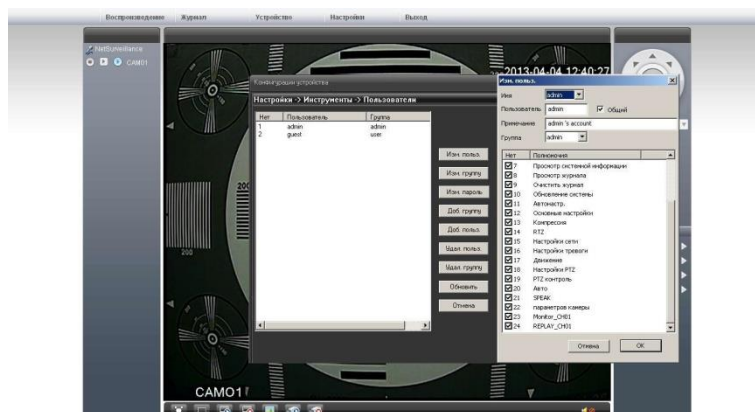 Воспроизведение Журнал Устройство Настройки Выход
NetSurveillance
CAM01
2013-04-04 12:40:27
Конфигурация устройства
Настройки -> Инструменты -> Пользователи
Нет Пользователь Группа
1 admin admin
2 guest user
Изм. польз.
Изм. группу
Изм. пароль
Доб. группу
Доб. польз.
Удал. польз.
Удал. группу
Обновить
Отмена
Изм. польз.
Имя admin
Пользователь admin Общий
Примечание admin 's account
Группа admin
Нет Полномочия
7 Просмотр системной информации
8 Просмотр журнала
9 Очистить журнал
10 Обновление системы
11 Автонастр.
12 Основные настройки
13 Компрессия
14 RTZ
15 Настройки сети
16 Настройки тревоги
17 Движение
18 Настройки PTZ
19 PTZ контроль
20 Авто
21 SPEAK
22 параметров камеры
23 Monitor_CH01
24 REPLAY_CH01
Отмена OK
200
200
CAM01